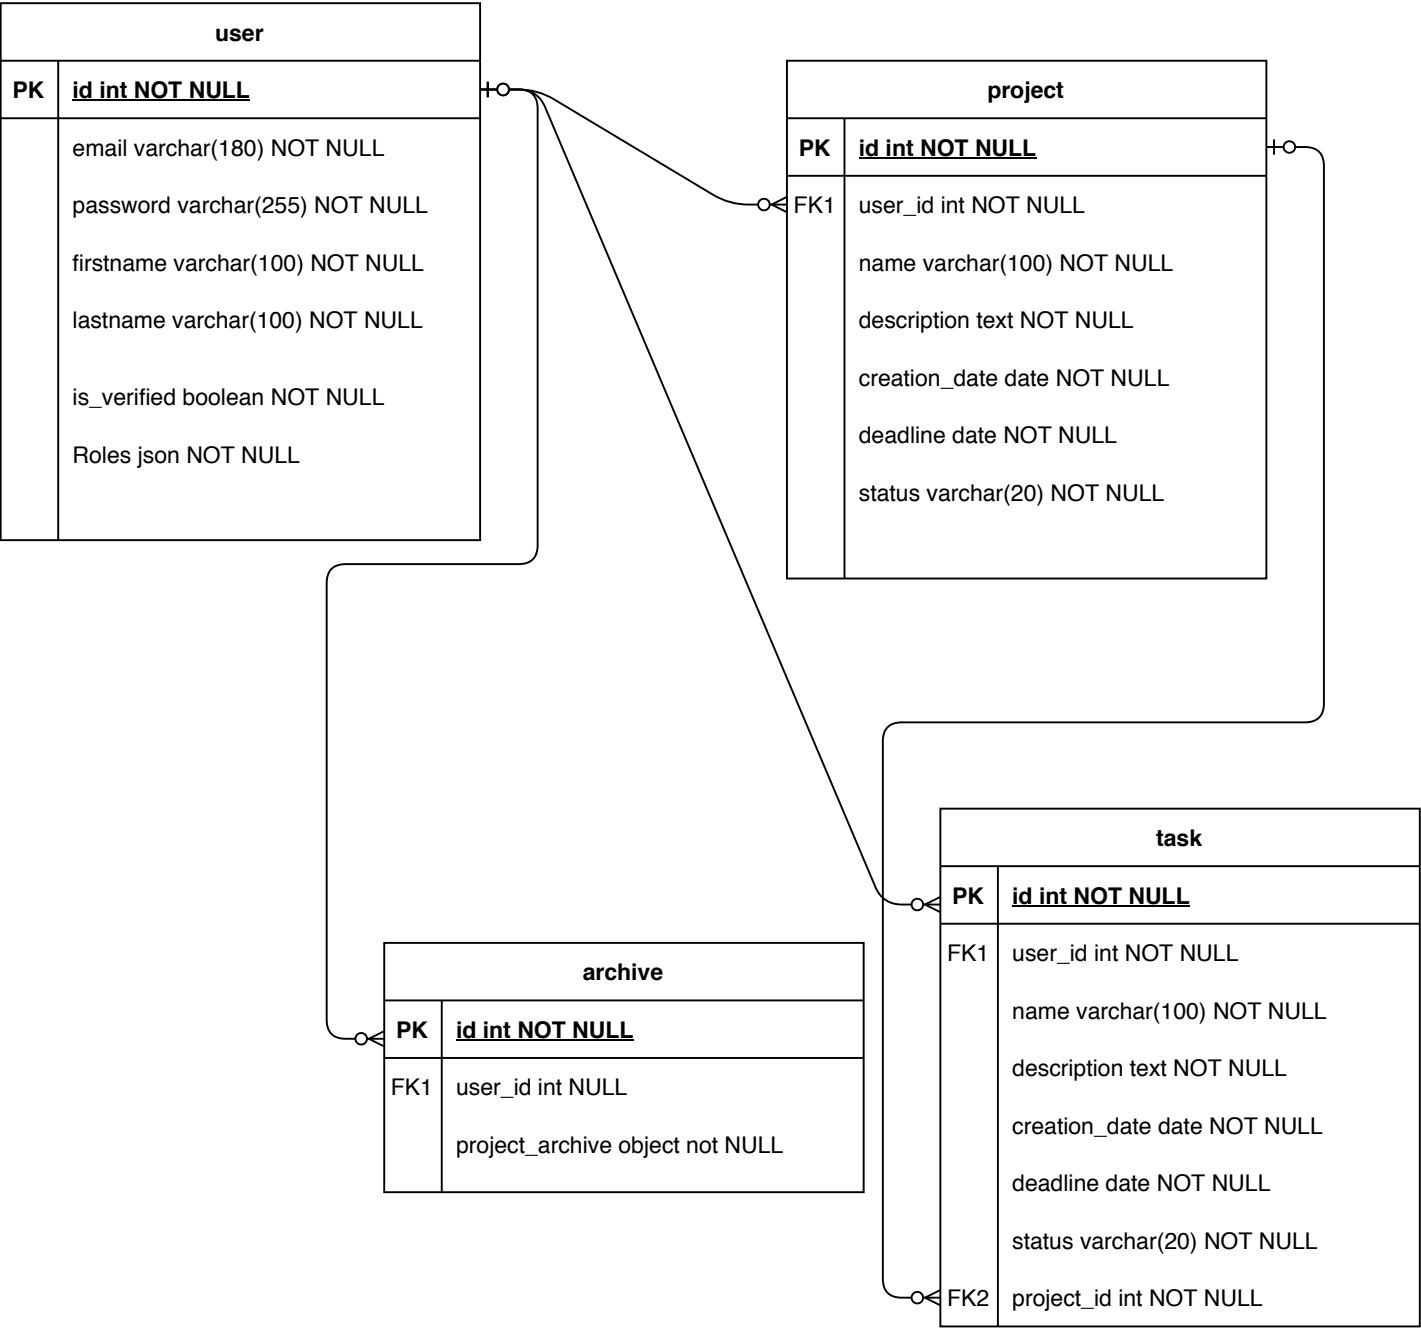 user
PK id int NOT NULL
email varchar(180) NOT NULL
password varchar(255) NOT NULL
firstname varchar(100) NOT NULL
lastname varchar(100) NOT NULL
is_verified boolean NOT NULL
Roles json NOT NULL
project
PK id int NOT NULL
FK1 user_id int NOT NULL
name varchar(100) NOT NULL
description text NOT NULL
creation_date date NOT NULL
deadline date NOT NULL
status varchar(20) NOT NULL
archive
PK id int NOT NULL
FK1 user_id int NULL
project_archive object not NULL
task
PK id int NOT NULL
FK1 user_id int NOT NULL
name varchar(100) NOT NULL
description text NOT NULL
creation_date date NOT NULL
deadline date NOT NULL
status varchar(20) NOT NULL
FK2 project_id int NOT NULL